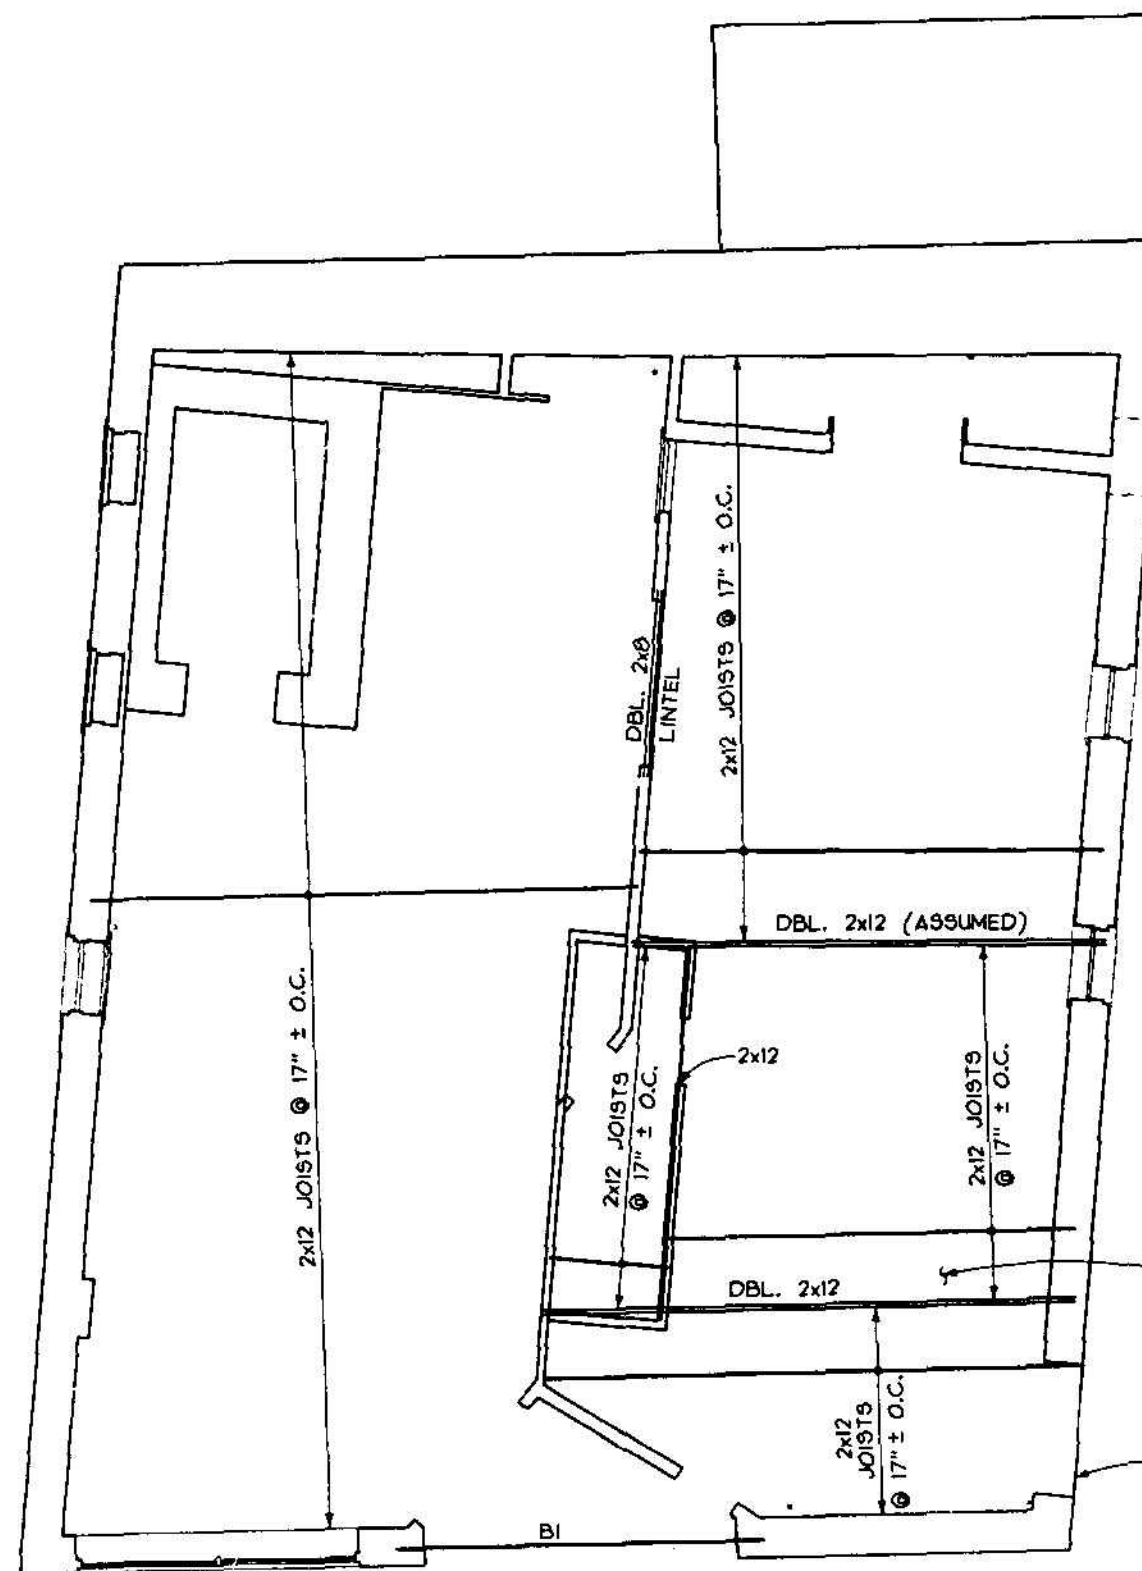 2x12 JOISTS @ 17" ± O.C.
DBL. 2x8
LINTEL
2x12 JOISTS @ 17" ± O.C.
DBL. 2x12 (ASSUMED)
2x12
2x12 JOISTS
@ 17" ± O.C.
2x12 JOISTS
@ 17" ± O.C.
DBL. 2x12
2x12
JOISTS
@ 17" ± O.C.
B1